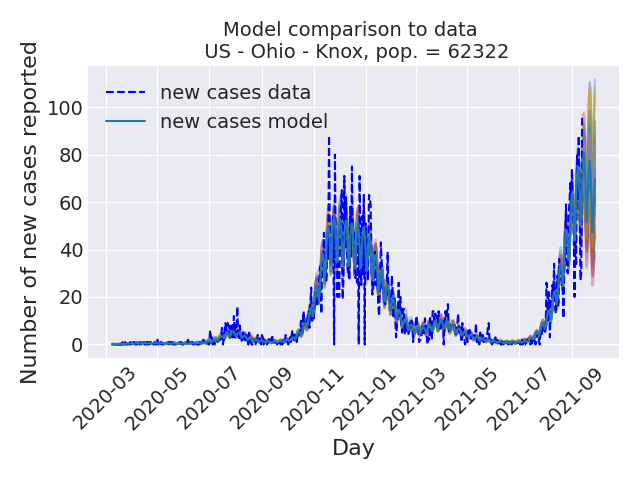 Model comparison to data
US - Ohio - Knox, pop. = 62322
new cases data
new cases model
Number of new cases reported
100
80
60
40
20
0
2020-03
2020-05
2020-07
2020-09
2020-11
2021-01
2021-03
2021-05
2021-07
2021-09
Day